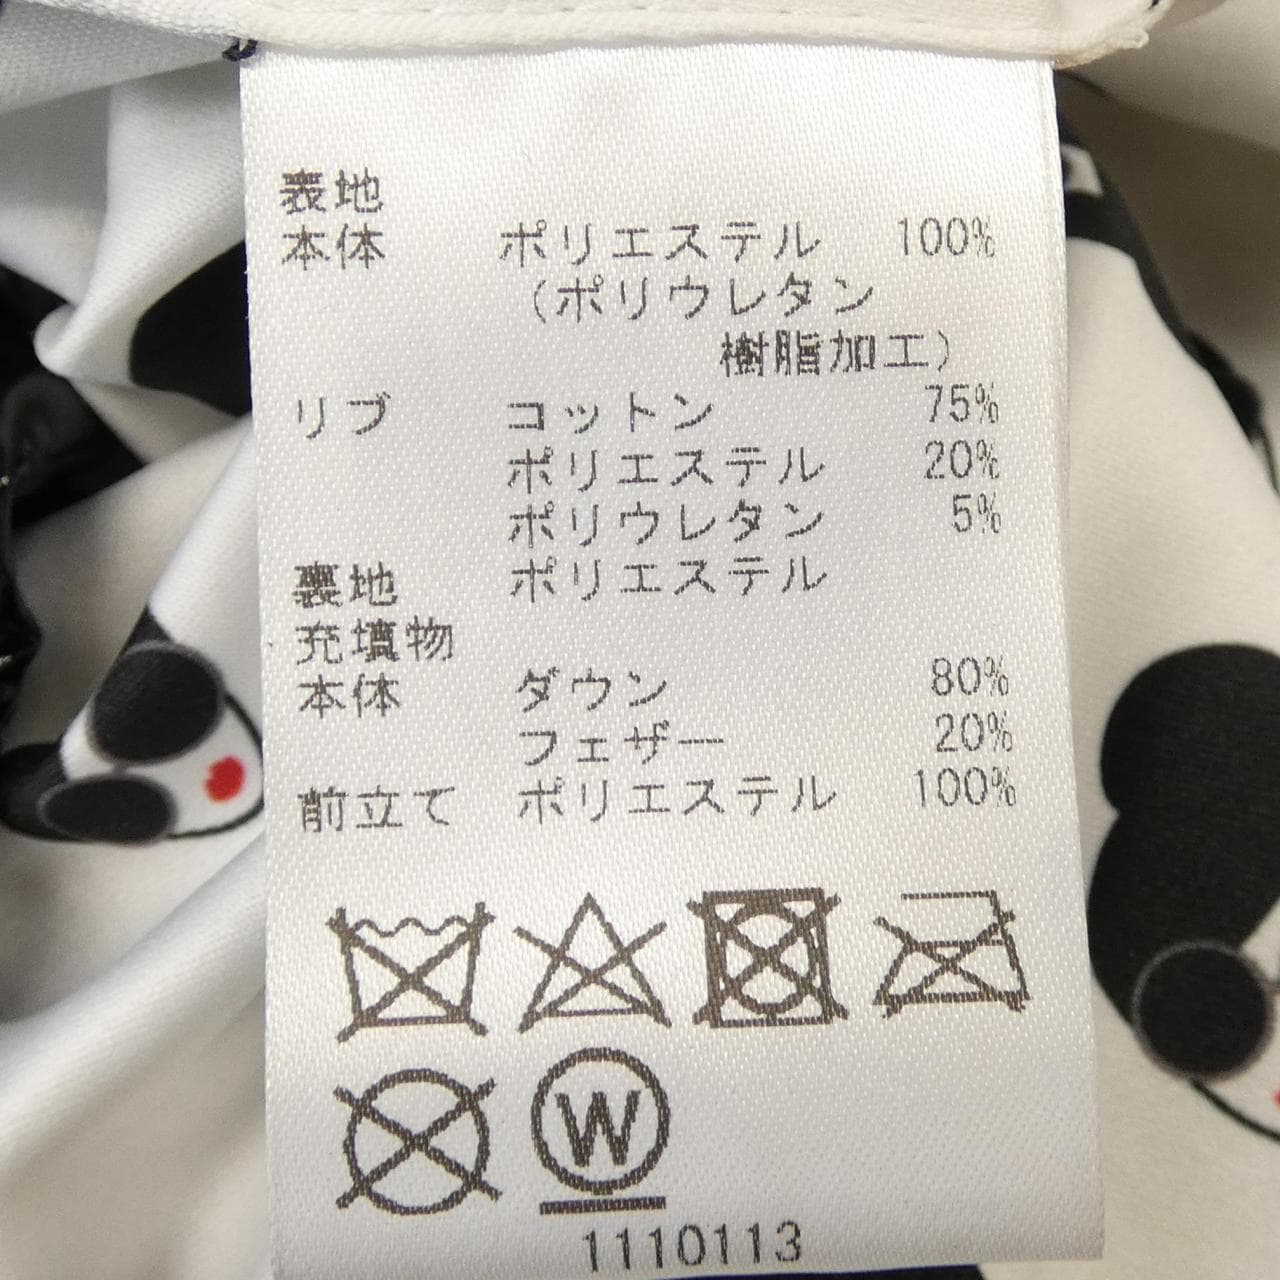 表地
本体 ポリエステル 100%
(ポリウレタン
樹脂加工)
リブ コットン 75%
ポリエステル 20%
ポリウレタン 5%
裏地 ポリエステル
充填物
本体 ダウン 80%
フェザー 20%
前立て ポリエステル 100%
W
1110113